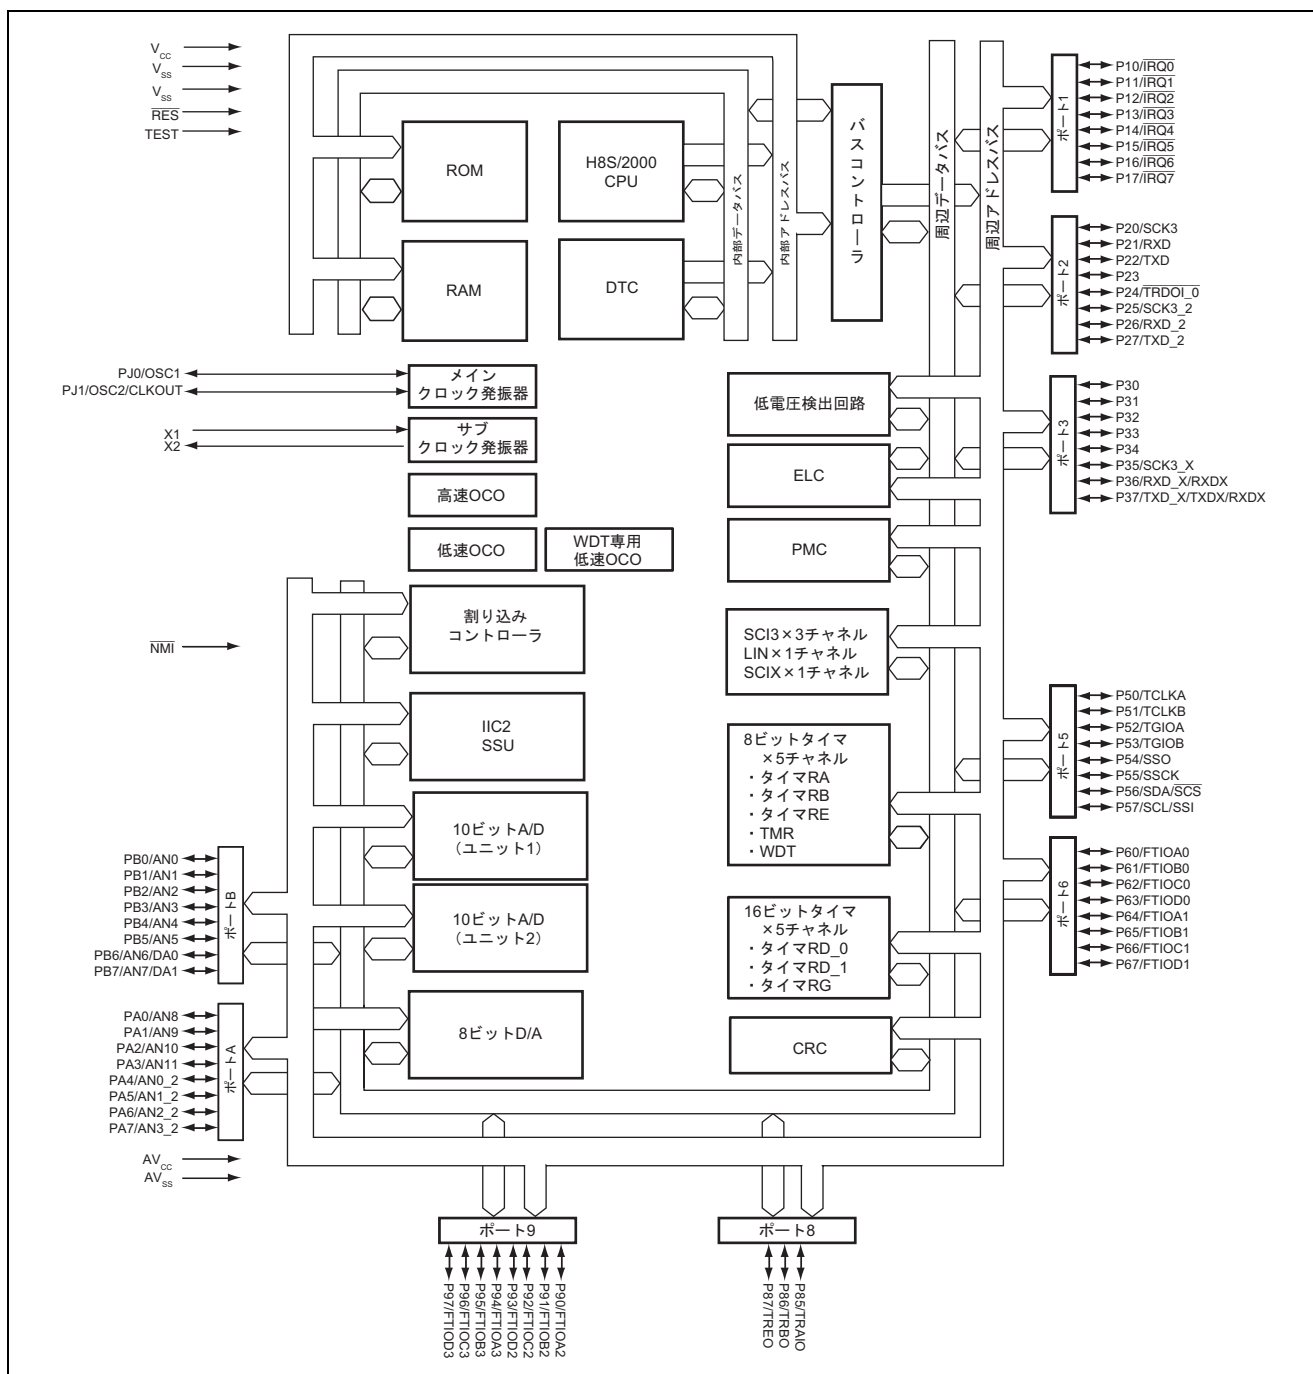 VCC
VSS
VSS
RES
TEST
ROM
H8S/2000
CPU
RAM
DTC
内部データバス
内部アドレスバス
バスコントローラ
周辺データバス
周辺アドレスバス
ポート1
P10/IRQ0
P11/IRQ1
P12/IRQ2
P13/IRQ3
P14/IRQ4
P15/IRQ5
P16/IRQ6
P17/IRQ7
ポート2
P20/SCK3
P21/RXD
P22/TXD
P23
P24/TRDOI_0
P25/SCK3_2
P26/RXD_2
P27/TXD_2
ポート3
P30
P31
P32
P33
P34
P35/SCK3_X
P36/RXD_X/RXDX
P37/TXD_X/TXDX/RXDX
PJ0/OSC1
PJ1/OSC2/CLKOUT
メイン
クロック発振器
X1
X2
サブ
クロック発振器
高速OCO
低速OCO
WDT専用
低速OCO
低電圧検出回路
ELC
PMC
NMI
割り込み
コントローラ
IIC2
SSU
SCI3×3チャネル
LIN×1チャネル
SCIX×1チャネル
8ビットタイマ
×5チャネル
・タイマRA
・タイマRB
・タイマRE
・TMR
・WDT
10ビットA/D
(ユニット1)
10ビットA/D
(ユニット2)
16ビットタイマ
×5チャネル
・タイマRD_0
・タイマRD_1
・タイマRG
8ビットD/A
CRC
ポート5
P50/TCLKA
P51/TCLKB
P52/TGIOA
P53/TGIOB
P54/SSO
P55/SSCK
P56/SDA/SCS
P57/SCL/SSI
ポート6
P60/FTIOA0
P61/FTIOB0
P62/FTIOC0
P63/FTIOD0
P64/FTIOA1
P65/FTIOB1
P66/FTIOC1
P67/FTIOD1
PB0/AN0
PB1/AN1
PB2/AN2
PB3/AN3
PB4/AN4
PB5/AN5
PB6/AN6/DA0
PB7/AN7/DA1
ポートB
PA0/AN8
PA1/AN9
PA2/AN10
PA3/AN11
PA4/AN0_2
PA5/AN1_2
PA6/AN2_2
PA7/AN3_2
ポートA
AVCC
AVSS
ポート9
P97/FTIOD3
P96/FTIOC3
P95/FTIOB3
P94/FTIOA3
P93/FTIOD2
P92/FTIOC2
P91/FTIOB2
P90/FTIOA2
ポート8
P87/TREO
P86/TRBO
P85/TRAIO